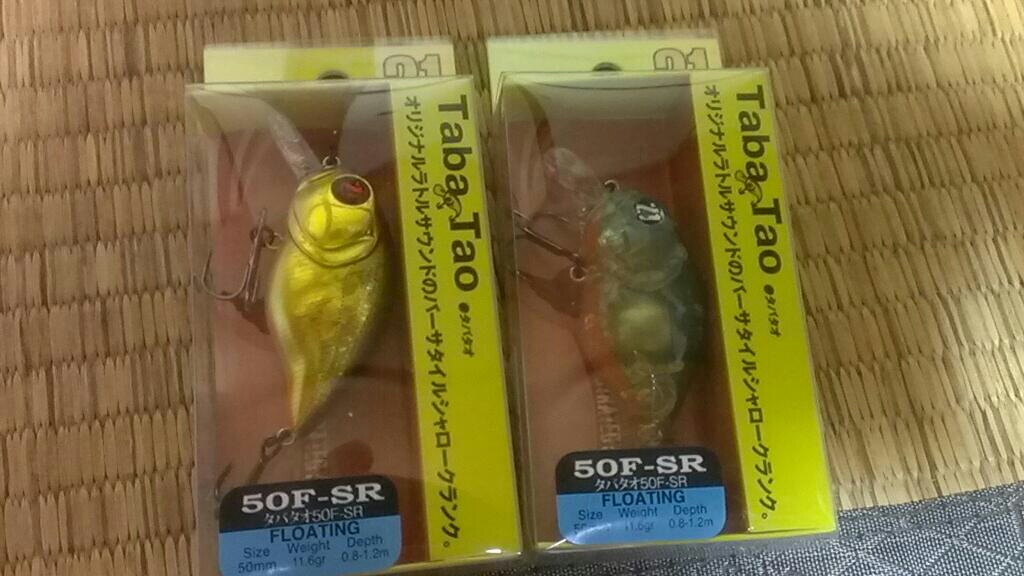 Taba Tao ●タバタオ
オリジナルラトルサウンドのバーサタイルシャロークランク。
50F-SR
タバタオ50F-SR
FLOATING
Size Weight Depth
50mm 11.6gr 0.8-1.2m
Taba Tao ●タバタオ
オリジナルラトルサウンドのバーサタイルシャロークランク。
50F-SR
タバタオ50F-SR
FLOATING
Size Weight Depth
11.6gr 0.8-1.2m